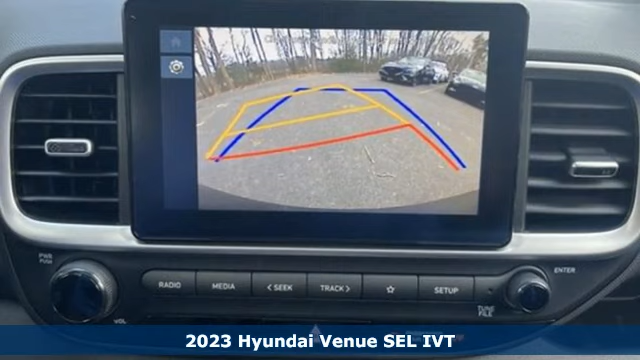 PWR
PUSH
VOL
RADIO
MEDIA
< SEEK
TRACK >
☆
SETUP
ENTER
TUNE
FILE
2023 Hyundai Venue SEL IVT